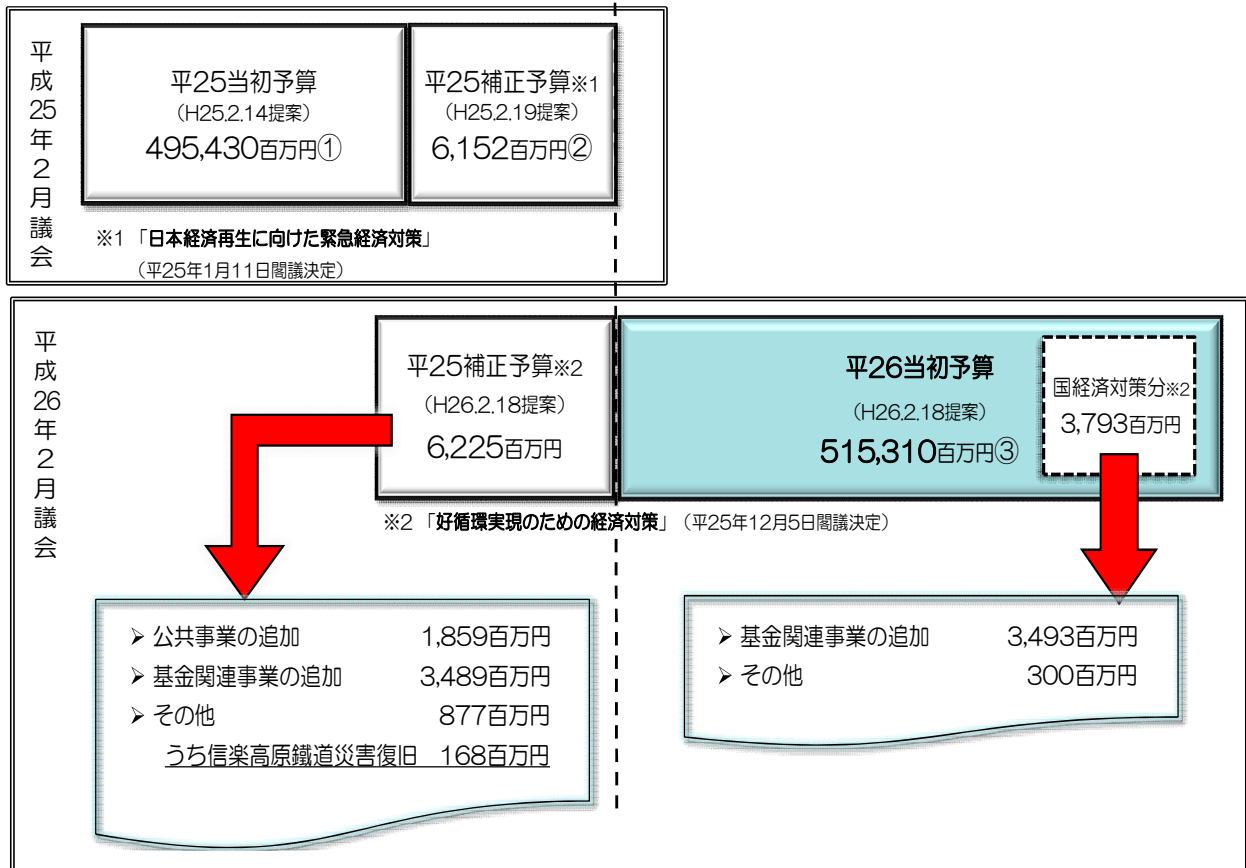 平成25年2月議会
平25当初予算
(H25.2.14提案)
495,430百万円①
平25補正予算※1
(H25.2.19提案)
6,152百万円②
※1 「日本経済再生に向けた緊急経済対策」
(平25年1月11日閣議決定)
平成26年2月議会
平25補正予算※2
(H26.2.18提案)
6,225百万円
平26当初予算
(H26.2.18提案)
515,310百万円③
国経済対策分※2
3,793百万円
※2 「好循環実現のための経済対策」(平25年12月5日閣議決定)
➢ 公共事業の追加 1,859百万円
➢ 基金関連事業の追加 3,489百万円
➢ その他 877百万円
うち信楽高原鐵道災害復旧 168百万円
➢ 基金関連事業の追加 3,493百万円
➢ その他 300百万円